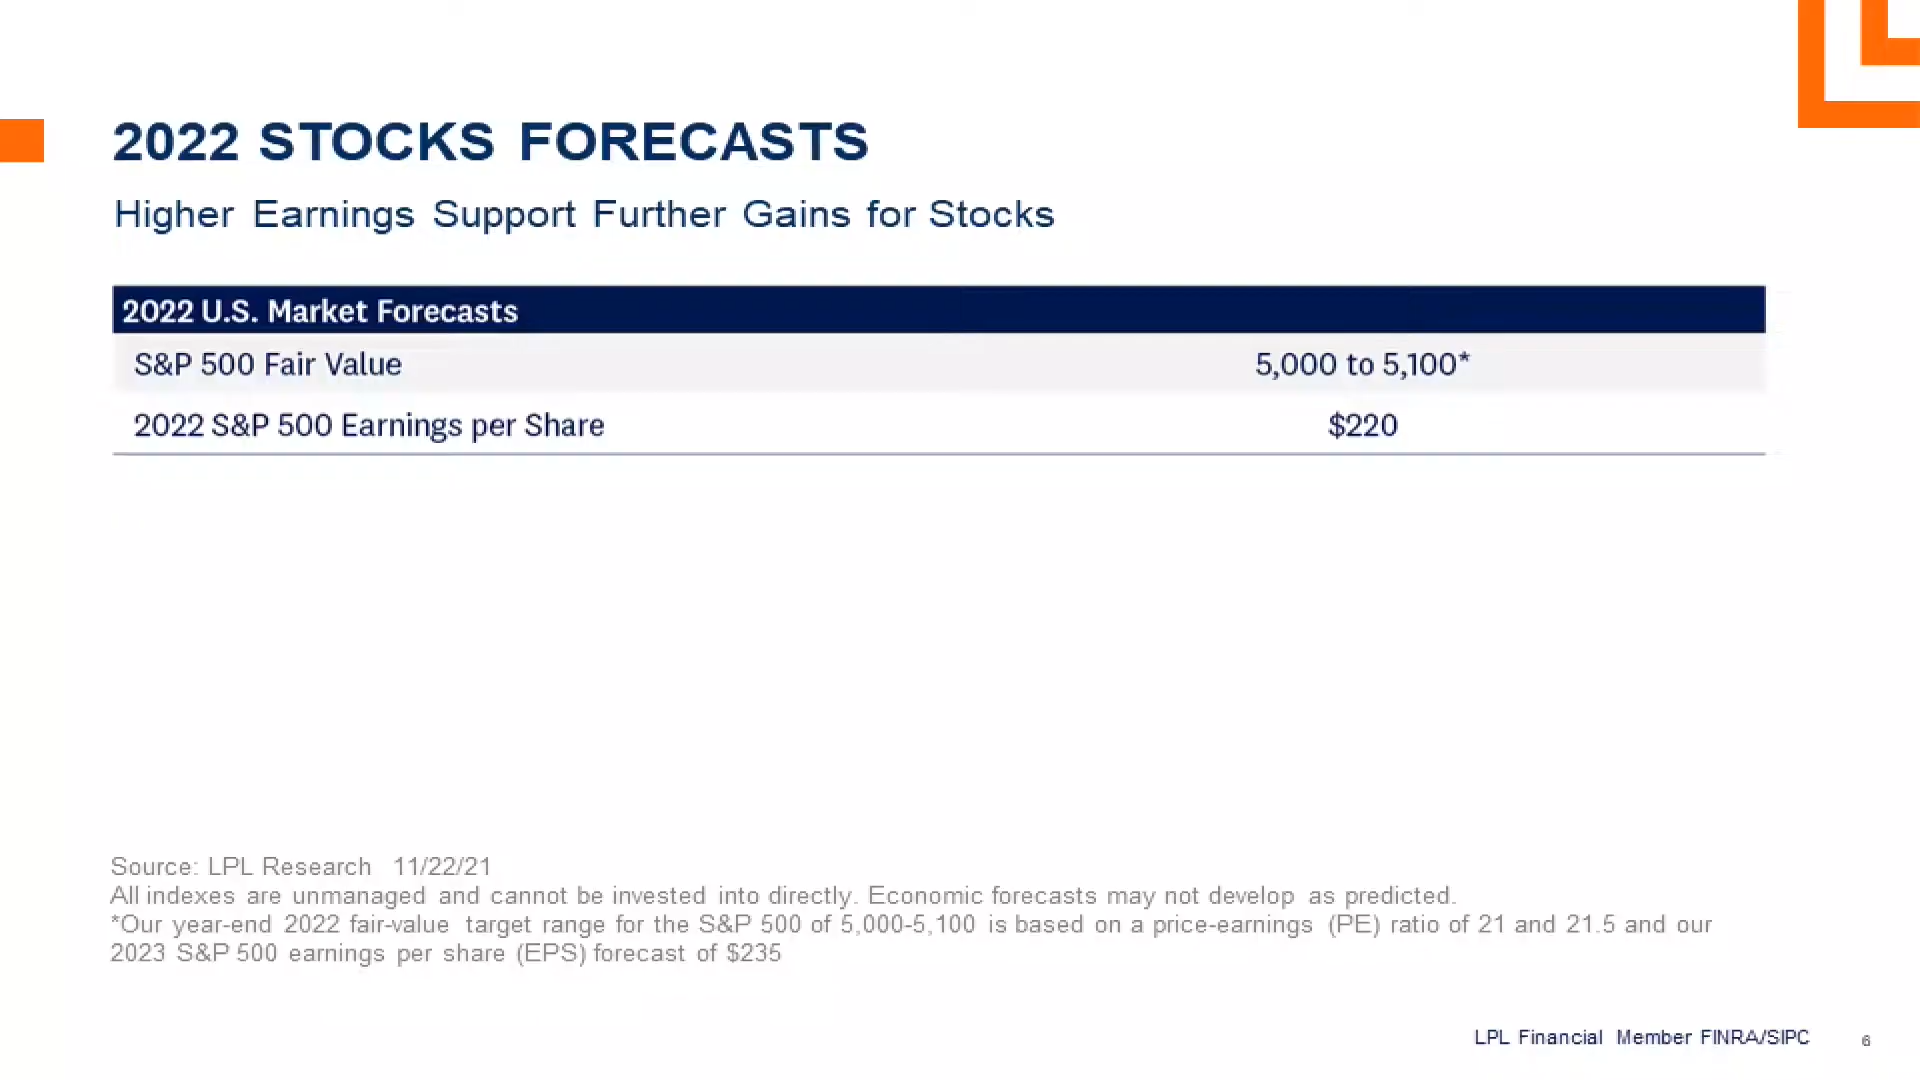 2022 STOCKS FORECASTS
Higher Earnings Support Further Gains for Stocks
2022 U.S. Market Forecasts
S&P 500 Fair Value 5,000 to 5,100*
2022 S&P 500 Earnings per Share $220
Source: LPL Research 11/22/21
All indexes are unmanaged and cannot be invested into directly. Economic forecasts may not develop as predicted.
*Our year-end 2022 fair-value target range for the S&P 500 of 5,000-5,100 is based on a price-earnings (PE) ratio of 21 and 21.5 and our
2023 S&P 500 earnings per share (EPS) forecast of $235
LPL Financial Member FINRA/SIPC 6